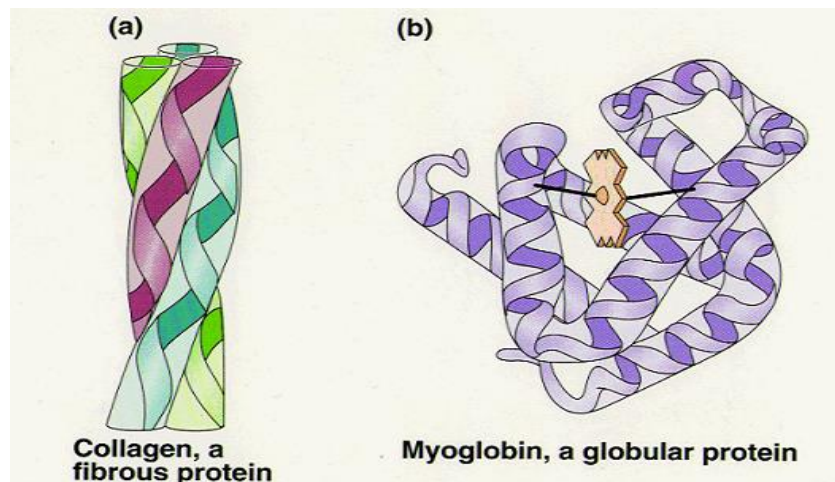 (a)
(b)
Collagen, a
fibrous protein
Myoglobin, a globular protein